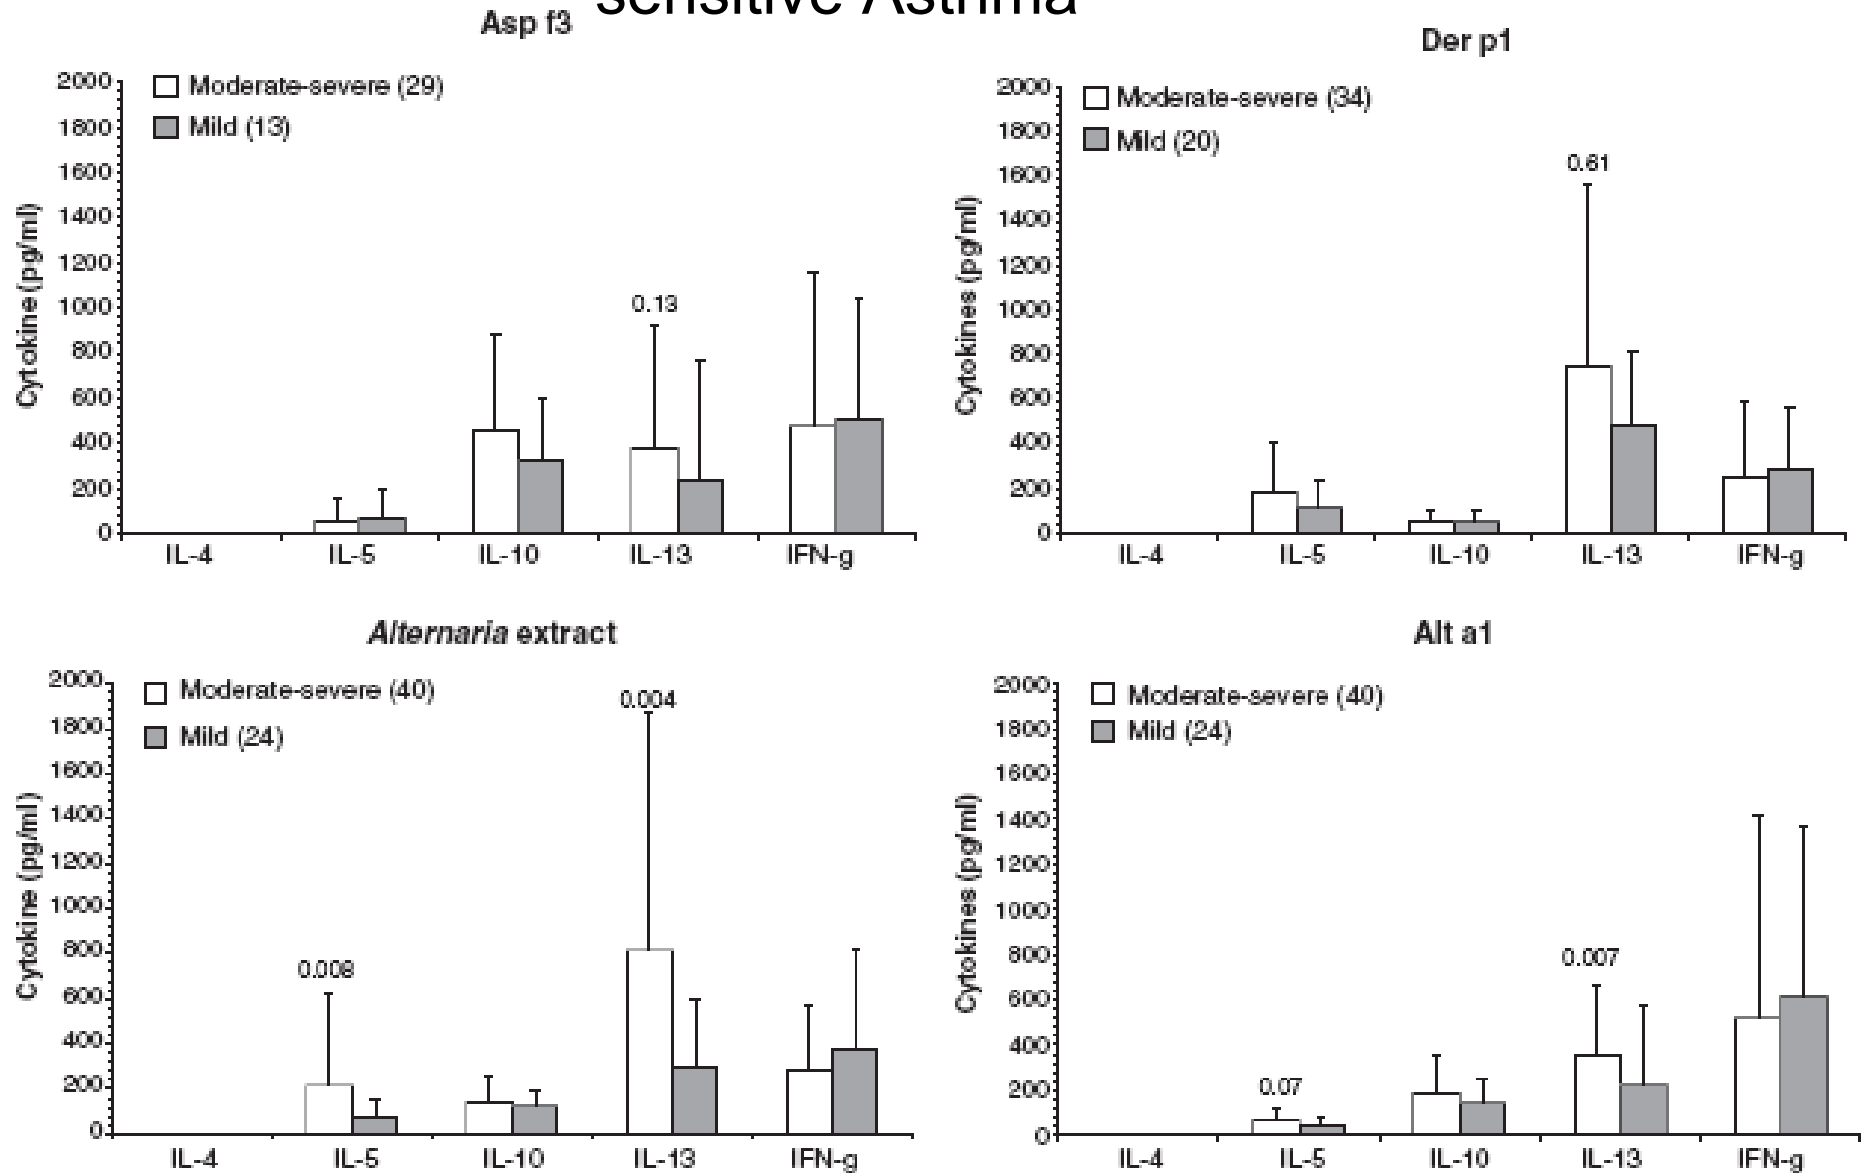 sensitive Asthma
Asp f3
Moderate-severe (29)
Mild (13)
Cytokine (pg/ml)
2000
1800
1600
1400
1200
1000
800
600
400
200
0
0.13
IL-4 IL-5 IL-10 IL-13 IFN-g
Der p1
Moderate-severe (34)
Mild (20)
Cytokines (pg/ml)
2000
1800
1600
1400
1200
1000
800
600
400
200
0
0.61
IL-4 IL-5 IL-10 IL-13 IFN-g
Alternaria extract
Moderate-severe (40)
Mild (24)
Cytokine (pg/ml)
2000
1800
1600
1400
1200
1000
800
600
400
200
0
0.008
0.004
IL-4 IL-5 IL-10 IL-13 IFN-g
Alt a1
Moderate-severe (40)
Mild (24)
Cytokines (pg/ml)
2000
1800
1600
1400
1200
1000
800
600
400
200
0
0.07
0.007
IL-4 IL-5 IL-10 IL-13 IFN-g